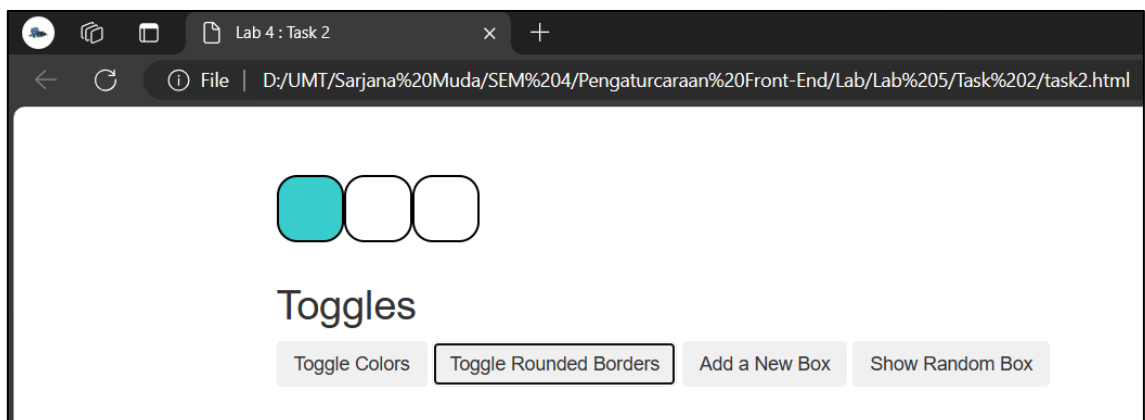 Lab 4 : Task 2
File | D:/UMT/Sarjana%20Muda/SEM%204/Pengaturcaraan%20Front-End/Lab/Lab%205/Task%202/task2.html
Toggles
Toggle Colors Toggle Rounded Borders Add a New Box Show Random Box